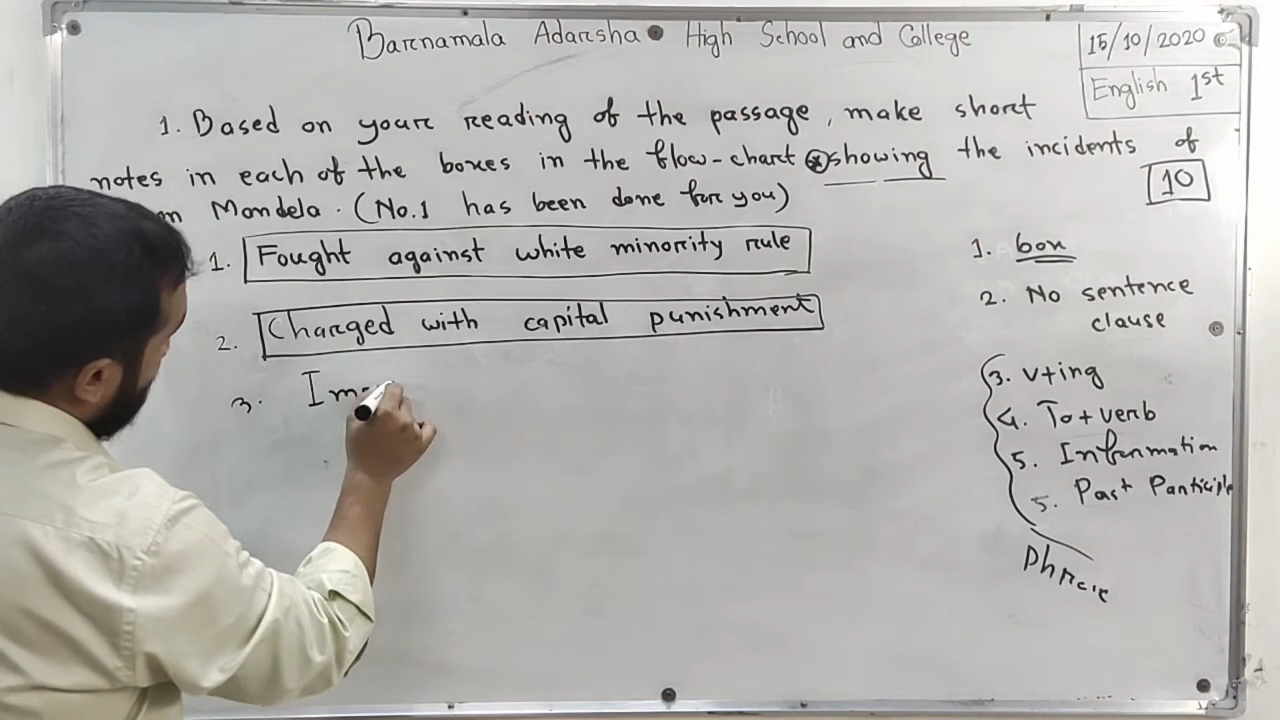 Barnamala Adarsha High School and College
15/10/2020
English 1st
1. Based on your reading of the passage, make short
notes in each of the boxes in the flow-chart showing the incidents of
Mandela. (No.1 has been done for you)
10
1. Fought against white minority rule
2. Charged with capital punishment
3. Im
1. box
2. No sentence
clause
3. v+ing
4. To+verb
5. Information
5. Past Participle
Phrase